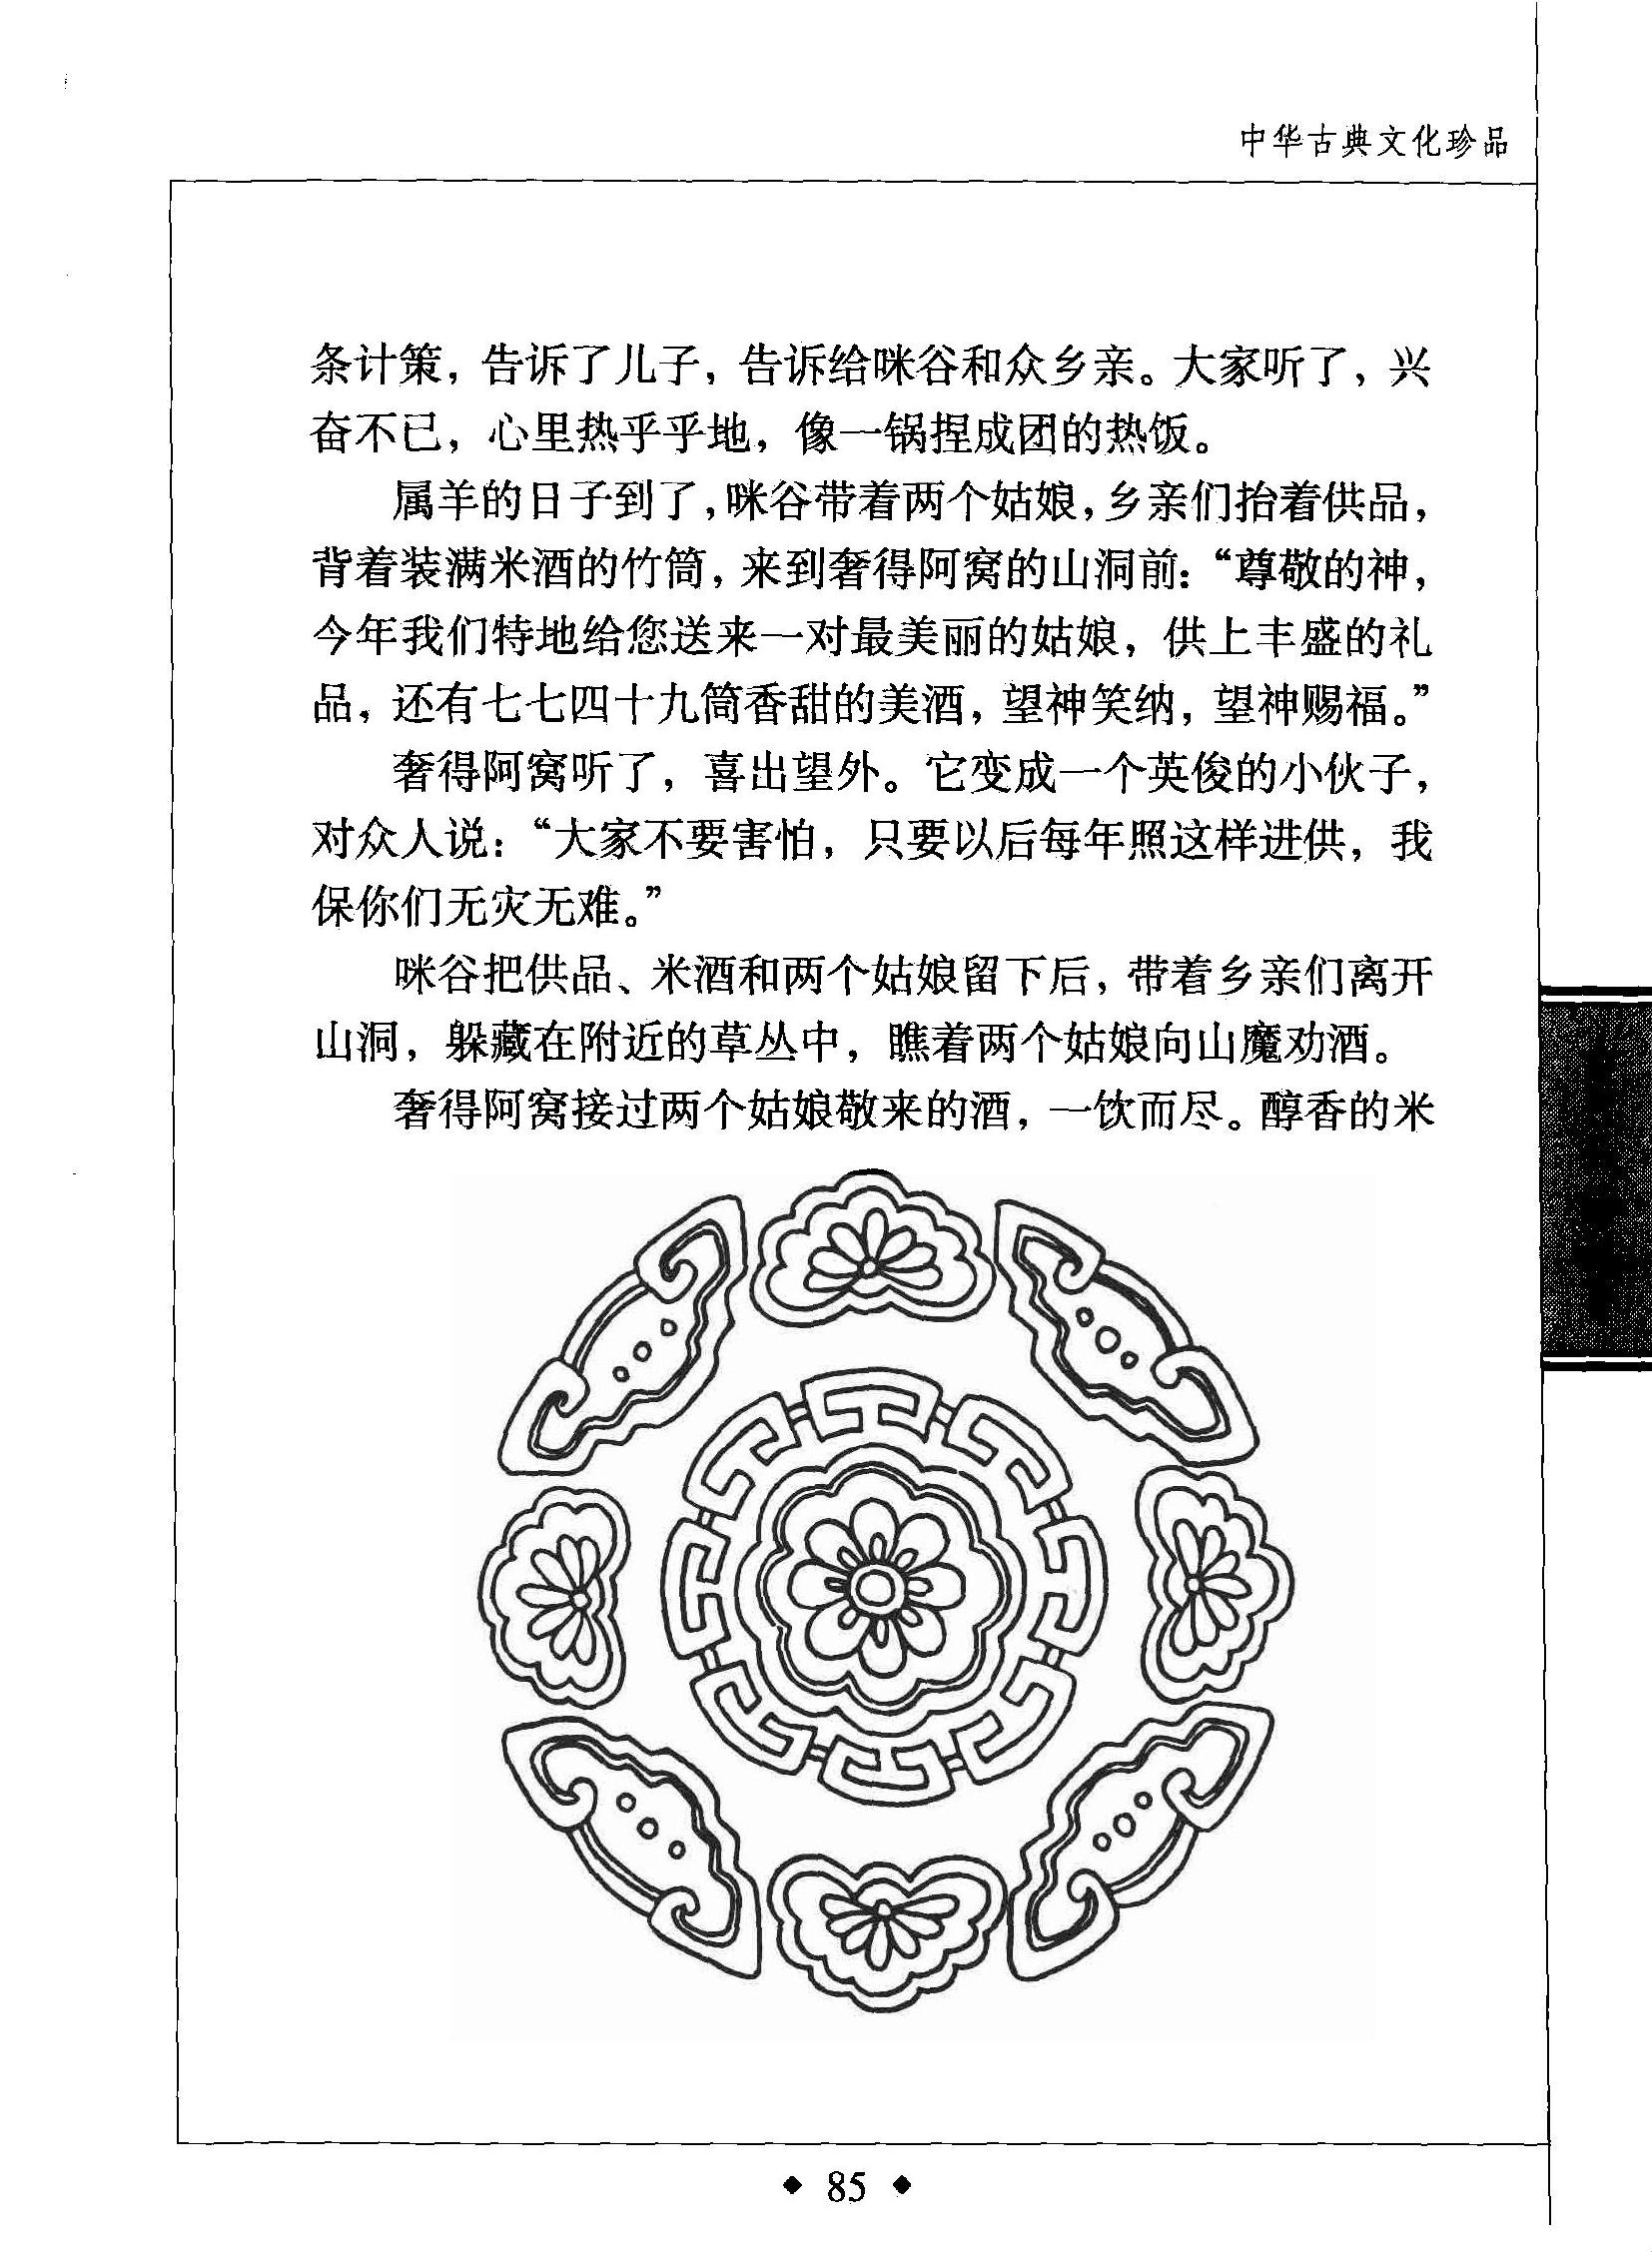 中华古典文化珍品
条计策，告诉了儿子，告诉给咪谷和众乡亲。大家听了，兴
奋不已，心里热乎乎地，像一锅捏成团的热饭。
属羊的日子到了，咪谷带着两个姑娘，乡亲们抬着供品，
背着装满米酒的竹筒，来到奢得阿窝的山洞前：“尊敬的神，
今年我们特地给您送来一对最美丽的姑娘，供上丰盛的礼
品，还有七七四十九筒香甜的美酒，望神笑纳，望神赐福。”
奢得阿窝听了，喜出望外。它变成一个英俊的小伙子，
对众人说：“大家不要害怕，只要以后每年照这样进供，我
保你们无灾无难。”
咪谷把供品、米酒和两个姑娘留下后，带着乡亲们离开
山洞，躲藏在附近的草丛中，瞧着两个姑娘向山魔劝酒。
奢得阿窝接过两个姑娘敬来的酒，一饮而尽。醇香的米
◆ 85 ◆